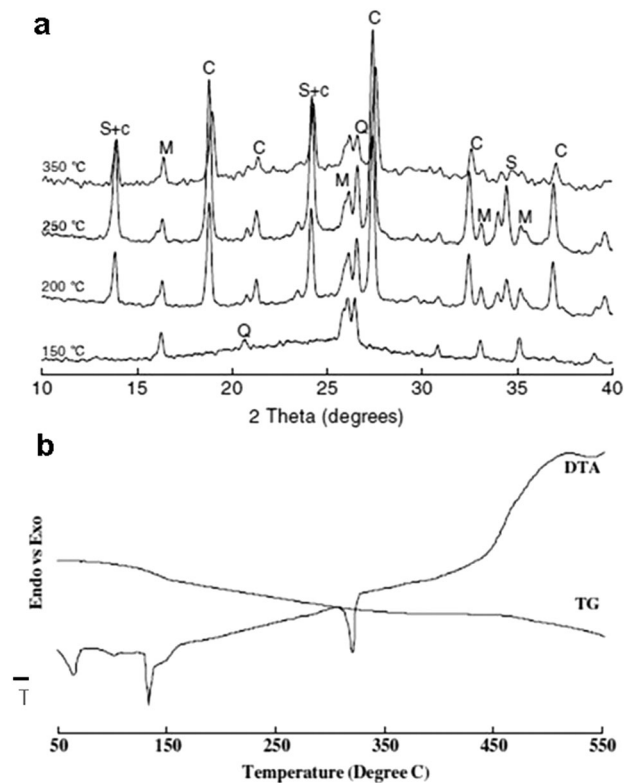 a
C
C
S+c
S+c
M
C
Q
C
S
C
350 °C
M
M
M
250 °C
200 °C
Q
150 °C
10 15 20 25 30 35 40
2 Theta (degrees)
b
DTA
Endo vs Exo
TG
T
50 150 250 350 450 550
Temperature (Degree C)